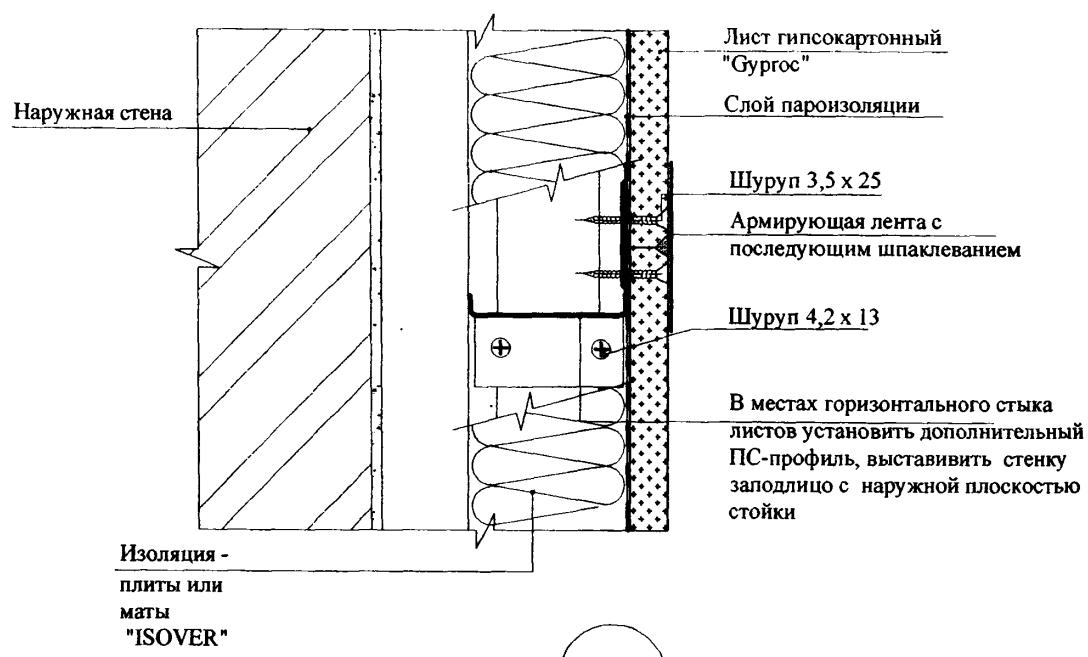 Лист гипсокартонный
"Gyproc"
Наружная стена
Слой пароизоляции
Шуруп 3,5 х 25
Армирующая лента с
последующим шпаклеванием
Шуруп 4,2 х 13
В местах горизонтального стыка
листов установить дополнительный
ПС-профиль, выставивить стенку
заподлицо с наружной плоскостью
стойки
Изоляция -
плиты или
маты
"ISOVER"